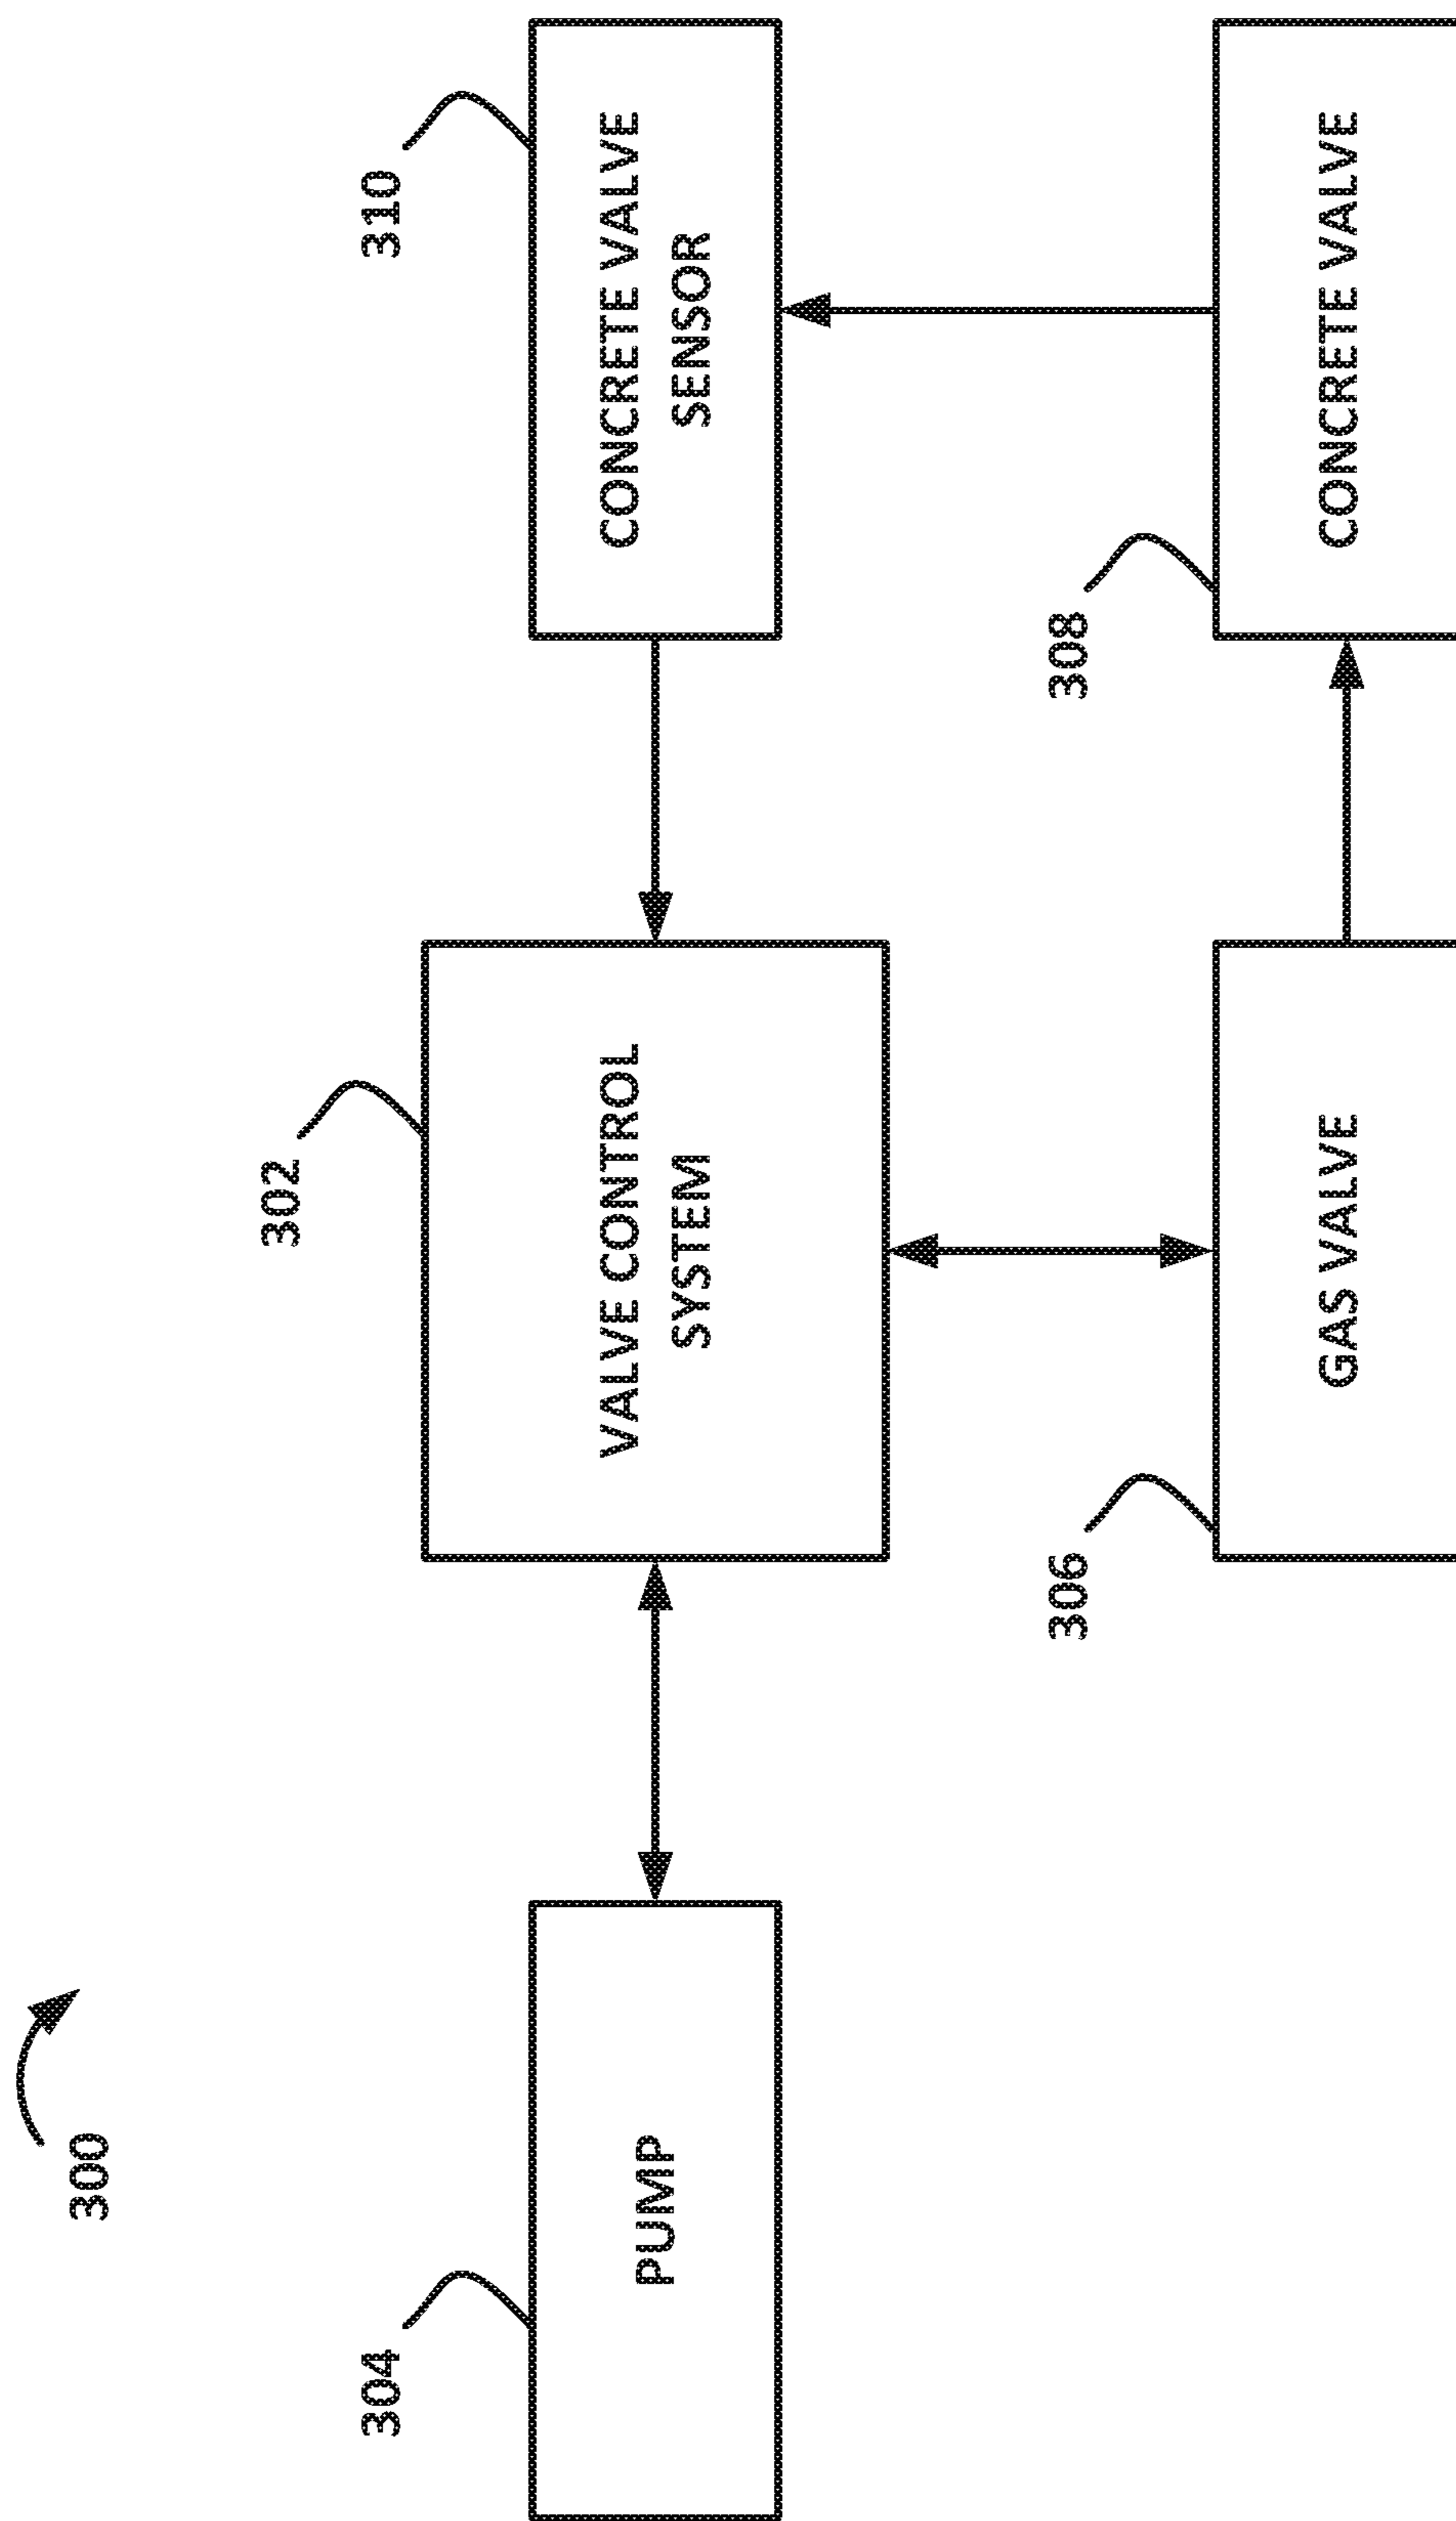 300
304
PUMP
302
VALVE CONTROL
SYSTEM
310
CONCRETE VALVE
SENSOR
306
GAS VALVE
308
CONCRETE VALVE